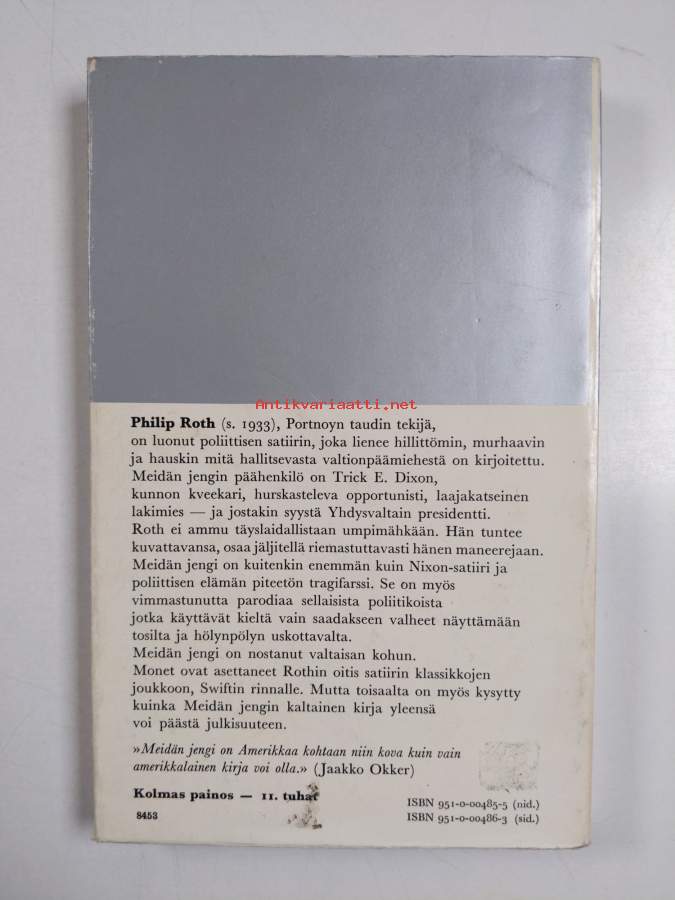 Antikvariaatti.net
Philip Roth (s. 1933), Portnoyn taudin tekijä,
on luonut poliittisen satiirin, joka lienee hillittömin, murhaavin
ja hauskin mitä hallitsevasta valtionpäämiehestä on kirjoitettu.
Meidän jengin päähenkilö on Trick E. Dixon,
kunnon kveekari, hurskasteleva opportunisti, laajakatseinen
lakimies — ja jostakin syystä Yhdysvaltain presidentti.
Roth ei ammu täyslaidallistaan umpimähkään. Hän tuntee
kuvattavansa, osaa jäljitellä riemastuttavasti hänen maneerejaan.
Meidän jengi on kuitenkin enemmän kuin Nixon-satiiri ja
poliittisen elämän piteetön tragifarssi. Se on myös
vimmastunutta parodiaa sellaisista poliitikoista
jotka käyttävät kieltä vain saadakseen valheet näyttämään
tosilta ja hölynpölyn uskottavalta.
Meidän jengi on nostanut valtaisan kohun.
Monet ovat asettaneet Rothin oitis satiirin klassikkojen
joukkoon, Swiftin rinnalle. Mutta toisaalta on myös kysytty
kuinka Meidän jengin kaltainen kirja yleensä
voi päästä julkisuuteen.
»Meidän jengi on Amerikkaa kohtaan niin kova kuin vain
amerikkalainen kirja voi olla.» (Jaakko Okker)
Kolmas painos — 11. tuhat
ISBN 951-0-00485-5 (nid.)
8453
ISBN 951-0-00486-3 (sid.)